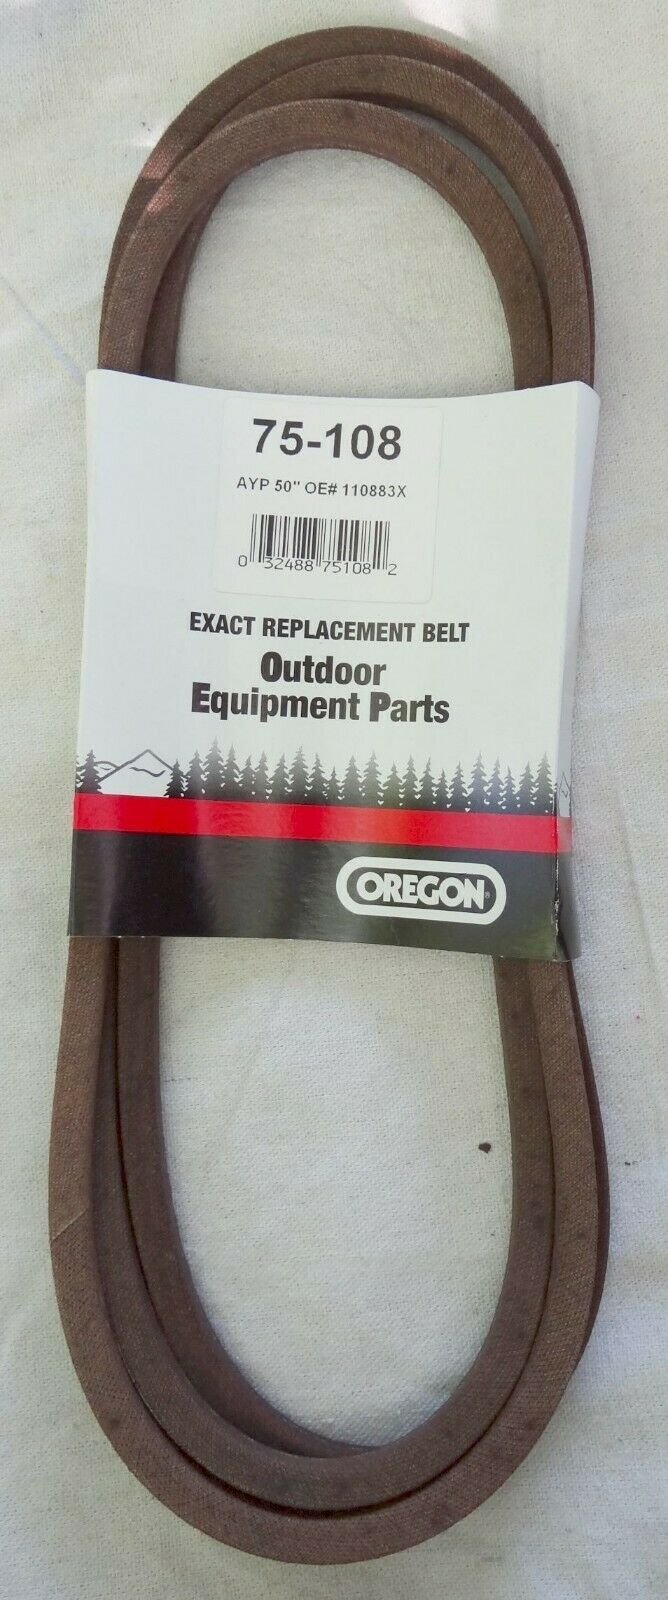 75-108
AYP 50" OE# 110883X
0 32488 75108 2
EXACT REPLACEMENT BELT
Outdoor
Equipment Parts
OREGON®